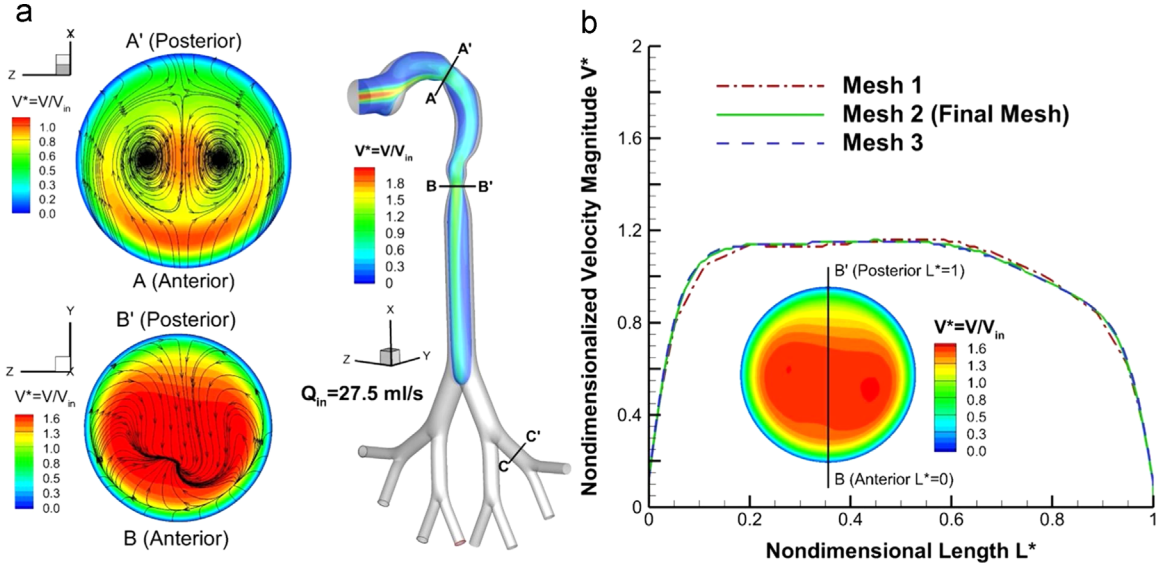 a
X
Z
V*=V/Vin
1.0
0.8
0.6
0.5
0.3
0.2
0.0
A' (Posterior)
A (Anterior)
Y
Z
X
V*=V/Vin
1.6
1.3
1.0
0.8
0.5
0.3
0.0
B' (Posterior)
B (Anterior)
A'
A
V*=V/Vin
1.8
1.5
1.2
0.9
0.6
0.3
0
B
B'
X
Z
Y
Qin=27.5 ml/s
C'
C
b
Nondimensionalized Velocity Magnitude V*
2
1.6
1.2
0.8
0.4
0
Mesh 1
Mesh 2 (Final Mesh)
Mesh 3
B' (Posterior L*=1)
B (Anterior L*=0)
V*=V/Vin
1.6
1.3
1.0
0.8
0.5
0.3
0.0
0
0.2
0.4
0.6
0.8
1
Nondimensional Length L*